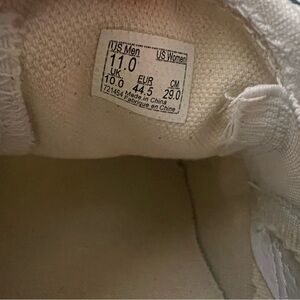 US Men US Women
11.0
UK EUR CM
10.0 44.5 29.0
721454 Made in China
Fabriqué en Chine